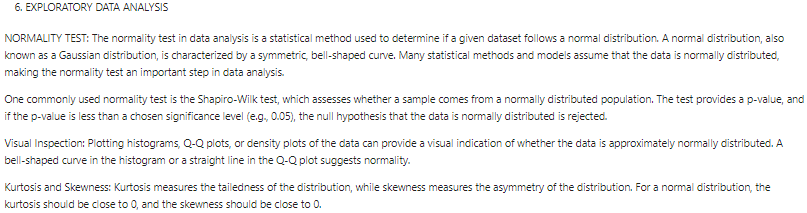 6. EXPLORATORY DATA ANALYSIS
NORMALITY TEST: The normality test in data analysis is a statistical method used to determine if a given dataset follows a normal distribution. A normal distribution, also
known as a Gaussian distribution, is characterized by a symmetric, bell-shaped curve. Many statistical methods and models assume that the data is normally distributed,
making the normality test an important step in data analysis.
One commonly used normality test is the Shapiro-Wilk test, which assesses whether a sample comes from a normally distributed population. The test provides a p-value, and
if the p-value is less than a chosen significance level (e.g., 0.05), the null hypothesis that the data is normally distributed is rejected.
Visual Inspection: Plotting histograms, Q-Q plots, or density plots of the data can provide a visual indication of whether the data is approximately normally distributed. A
bell-shaped curve in the histogram or a straight line in the Q-Q plot suggests normality.
Kurtosis and Skewness: Kurtosis measures the tailedness of the distribution, while skewness measures the asymmetry of the distribution. For a normal distribution, the
kurtosis should be close to 0, and the skewness should be close to 0.